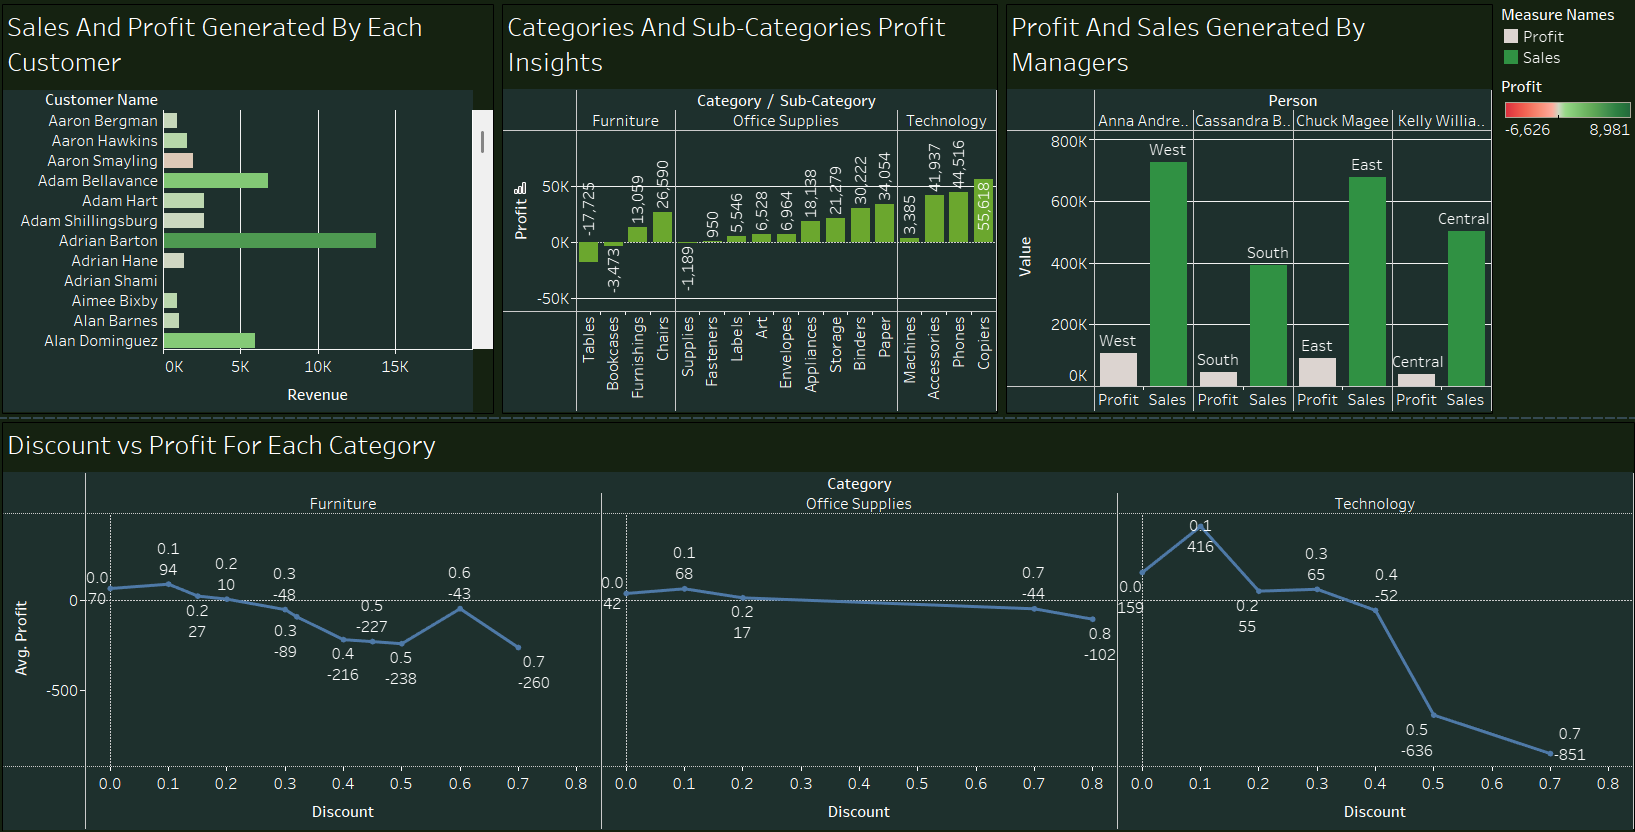 Sales And Profit Generated By Each
Customer
Customer Name
Aaron Bergman
Aaron Hawkins
Aaron Smayling
Adam Bellavance
Adam Hart
Adam Shillingsburg
Adrian Barton
Adrian Hane
Adrian Shami
Aimee Bixby
Alan Barnes
Alan Dominguez
0K 5K 10K 15K
Revenue
Categories And Sub-Categories Profit
Insights
Category / Sub-Category
Furniture Office Supplies Technology
Profit
50K
0K
-50K
-17,725
-3,473
13,059
26,590
-1,189
950
5,546
6,528
6,964
18,138
21,279
30,222
34,054
3,385
41,937
44,516
55,618
Tables
Bookcases
Furnishings
Chairs
Supplies
Fasteners
Labels
Art
Envelopes
Appliances
Storage
Binders
Paper
Machines
Accessories
Phones
Copiers
Profit And Sales Generated By
Managers
Person
Anna Andre.. Cassandra B.. Chuck Magee Kelly Willia..
Value
800K
600K
400K
200K
0K
West
West
South
South
East
East
Central
Central
Profit Sales Profit Sales Profit Sales Profit Sales
Measure Names
Profit
Sales
Profit
-6,626 8,981
Discount vs Profit For Each Category
Category
Furniture Office Supplies Technology
Avg. Profit
0
-500
0.0
70
0.1
94
0.2
27
0.2
10
0.3
-48
0.3
-89
0.4
-216
0.5
-227
0.5
-238
0.6
-43
0.7
-260
0.0
42
0.1
68
0.2
17
0.7
-44
0.8
-102
0.0
159
0.1
416
0.2
55
0.3
65
0.4
-52
0.5
-636
0.7
-851
0.0 0.1 0.2 0.3 0.4 0.5 0.6 0.7 0.8
0.0 0.1 0.2 0.3 0.4 0.5 0.6 0.7 0.8
0.0 0.1 0.2 0.3 0.4 0.5 0.6 0.7 0.8
Discount Discount Discount